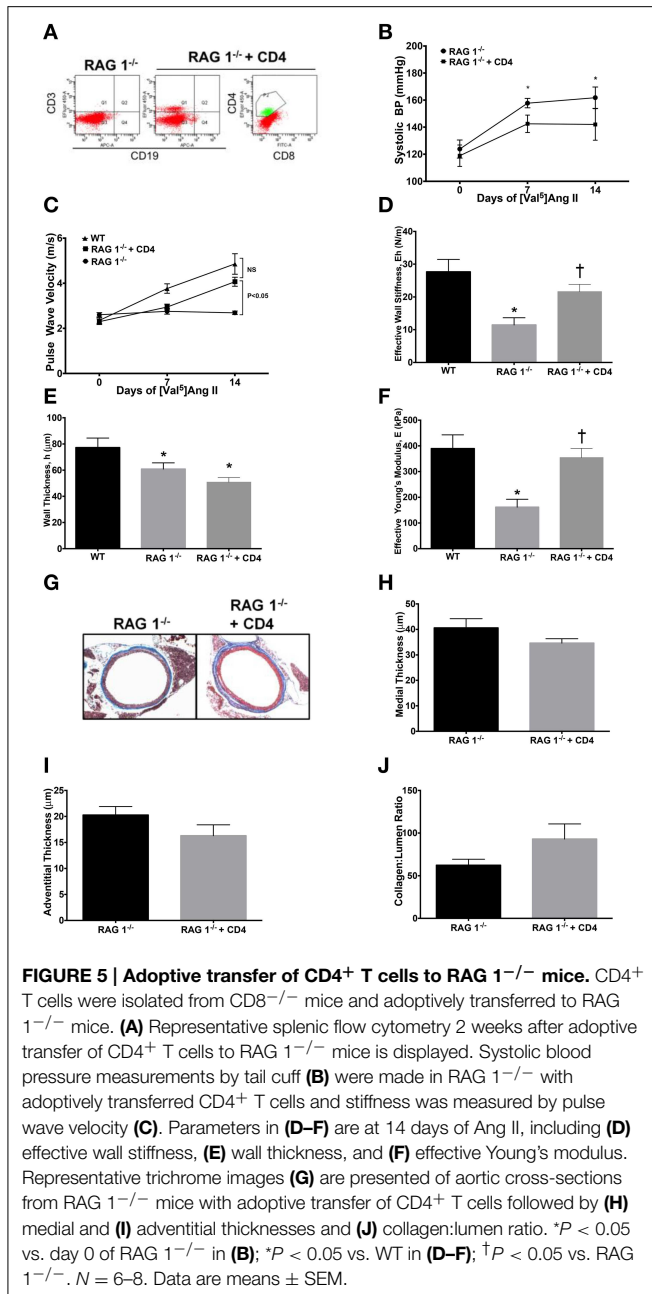 A
RAG 1-/-
RAG 1-/- + CD4
CD3
EFluor 450-A
Q1
Q2
Q4
APC-A
Q1
Q2
Q4
APC-A
CD19
CD4
EFluor 450-A
FITC-A
CD8
B
RAG 1-/-
RAG 1-/- + CD4
Systolic BP (mmHg)
160
140
120
100
80
*
*
0
7
14
Days of [Val5]Ang II
C
WT
RAG 1-/- + CD4
RAG 1-/-
Pulse Wave Velocity (m/s)
6
4
2
0
NS
P<0.05
0
7
14
Days of [Val5]Ang II
D
Effective Wall Stiffness, Eh (N/m)
40
30
20
10
0
*
†
WT
RAG 1-/-
RAG 1-/- + CD4
E
Wall Thickness, h (μm)
100
80
60
40
20
0
*
*
WT
RAG 1-/-
RAG 1-/- + CD4
F
Effective Young's Modulus, E (kPa)
500
400
300
200
100
0
*
†
WT
RAG 1-/-
RAG 1-/- + CD4
G
RAG 1-/-
RAG 1-/-
+ CD4
H
Medial Thickness (μm)
50
40
30
20
10
0
RAG 1-/-
RAG 1-/- + CD4
I
Adventitial Thickness (μm)
25
20
15
10
5
0
RAG 1-/-
RAG 1-/- + CD4
J
Collagen:Lumen Ratio
150
100
50
0
RAG 1-/-
RAG 1-/- + CD4
FIGURE 5 | Adoptive transfer of CD4+ T cells to RAG 1−/− mice. CD4+
T cells were isolated from CD8−/− mice and adoptively transferred to RAG
1−/− mice. (A) Representative splenic flow cytometry 2 weeks after adoptive
transfer of CD4+ T cells to RAG 1−/− mice is displayed. Systolic blood
pressure measurements by tail cuff (B) were made in RAG 1−/− with
adoptively transferred CD4+ T cells and stiffness was measured by pulse
wave velocity (C). Parameters in (D–F) are at 14 days of Ang II, including (D)
effective wall stiffness, (E) wall thickness, and (F) effective Young's modulus.
Representative trichrome images (G) are presented of aortic cross-sections
from RAG 1−/− mice with adoptive transfer of CD4+ T cells followed by (H)
medial and (I) adventitial thicknesses and (J) collagen:lumen ratio. *P < 0.05
vs. day 0 of RAG 1−/− in (B); *P < 0.05 vs. WT in (D–F); †P < 0.05 vs. RAG
1−/−. N = 6–8. Data are means ± SEM.